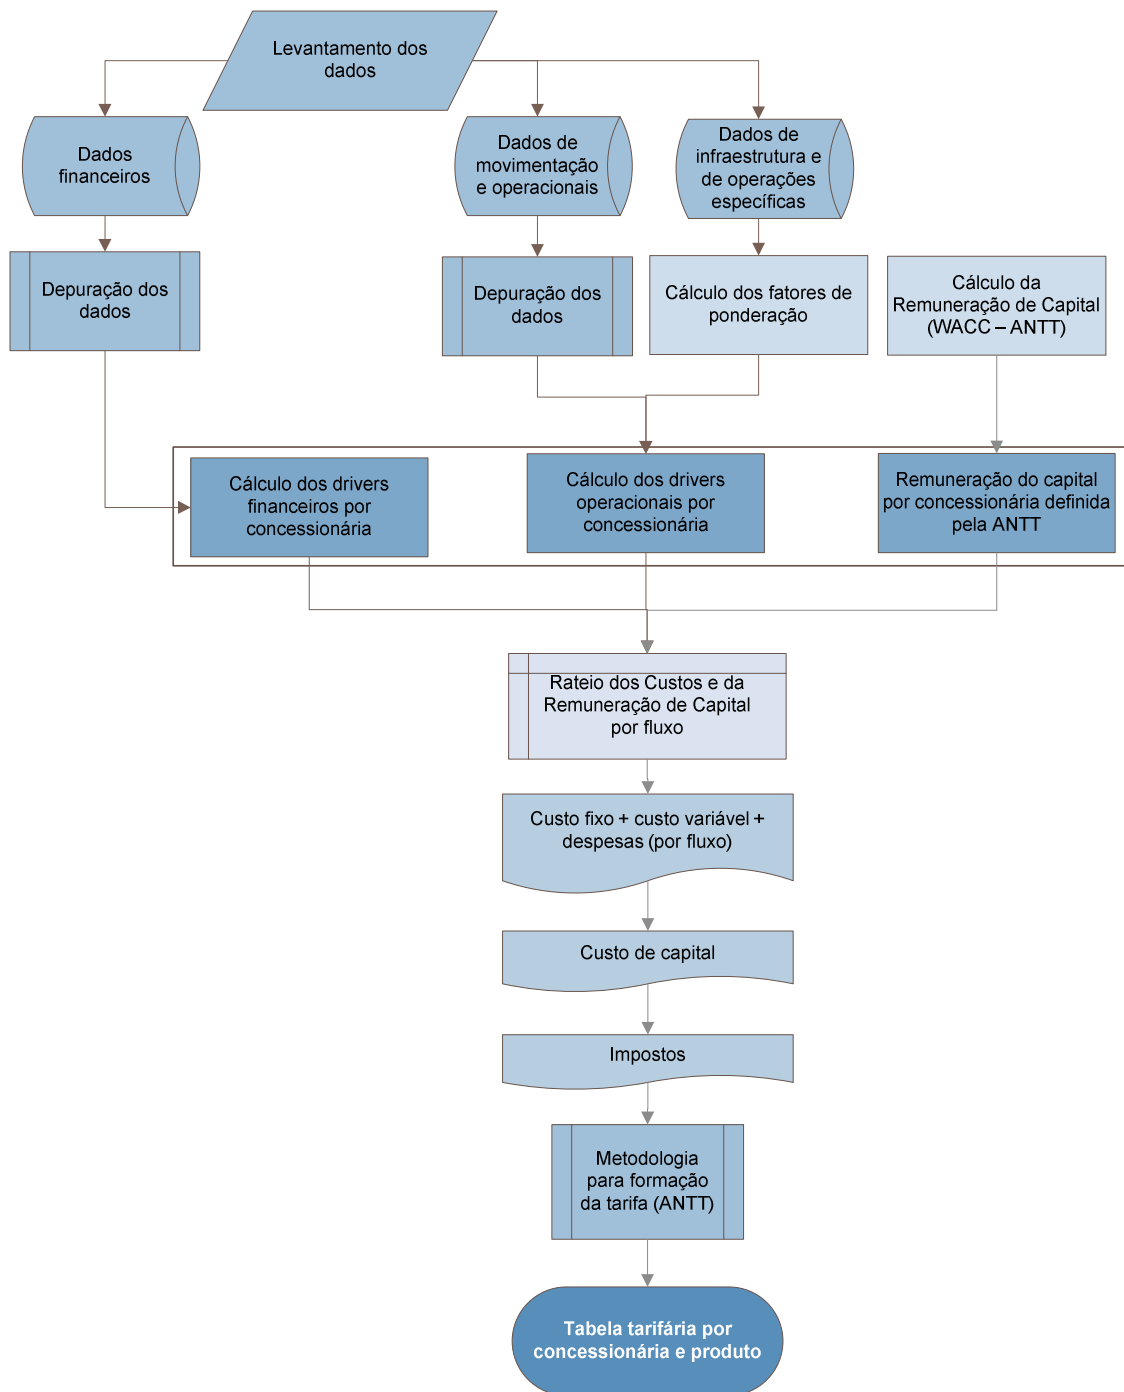 Levantamento dos
dados
Dados
financeiros
Dados de
movimentação
e operacionais
Dados de
infraestrutura e
de operações
específicas
Depuração dos
dados
Depuração dos
dados
Cálculo dos fatores de
ponderação
Cálculo da
Remuneração de Capital
(WACC – ANTT)
Cálculo dos drivers
financeiros por
concessionária
Cálculo dos drivers
operacionais por
concessionária
Remuneração do capital
por concessionária definida
pela ANTT
Rateio dos Custos e da
Remuneração de Capital
por fluxo
Custo fixo + custo variável +
despesas (por fluxo)
Custo de capital
Impostos
Metodologia
para formação
da tarifa (ANTT)
Tabela tarifária por
concessionária e produto